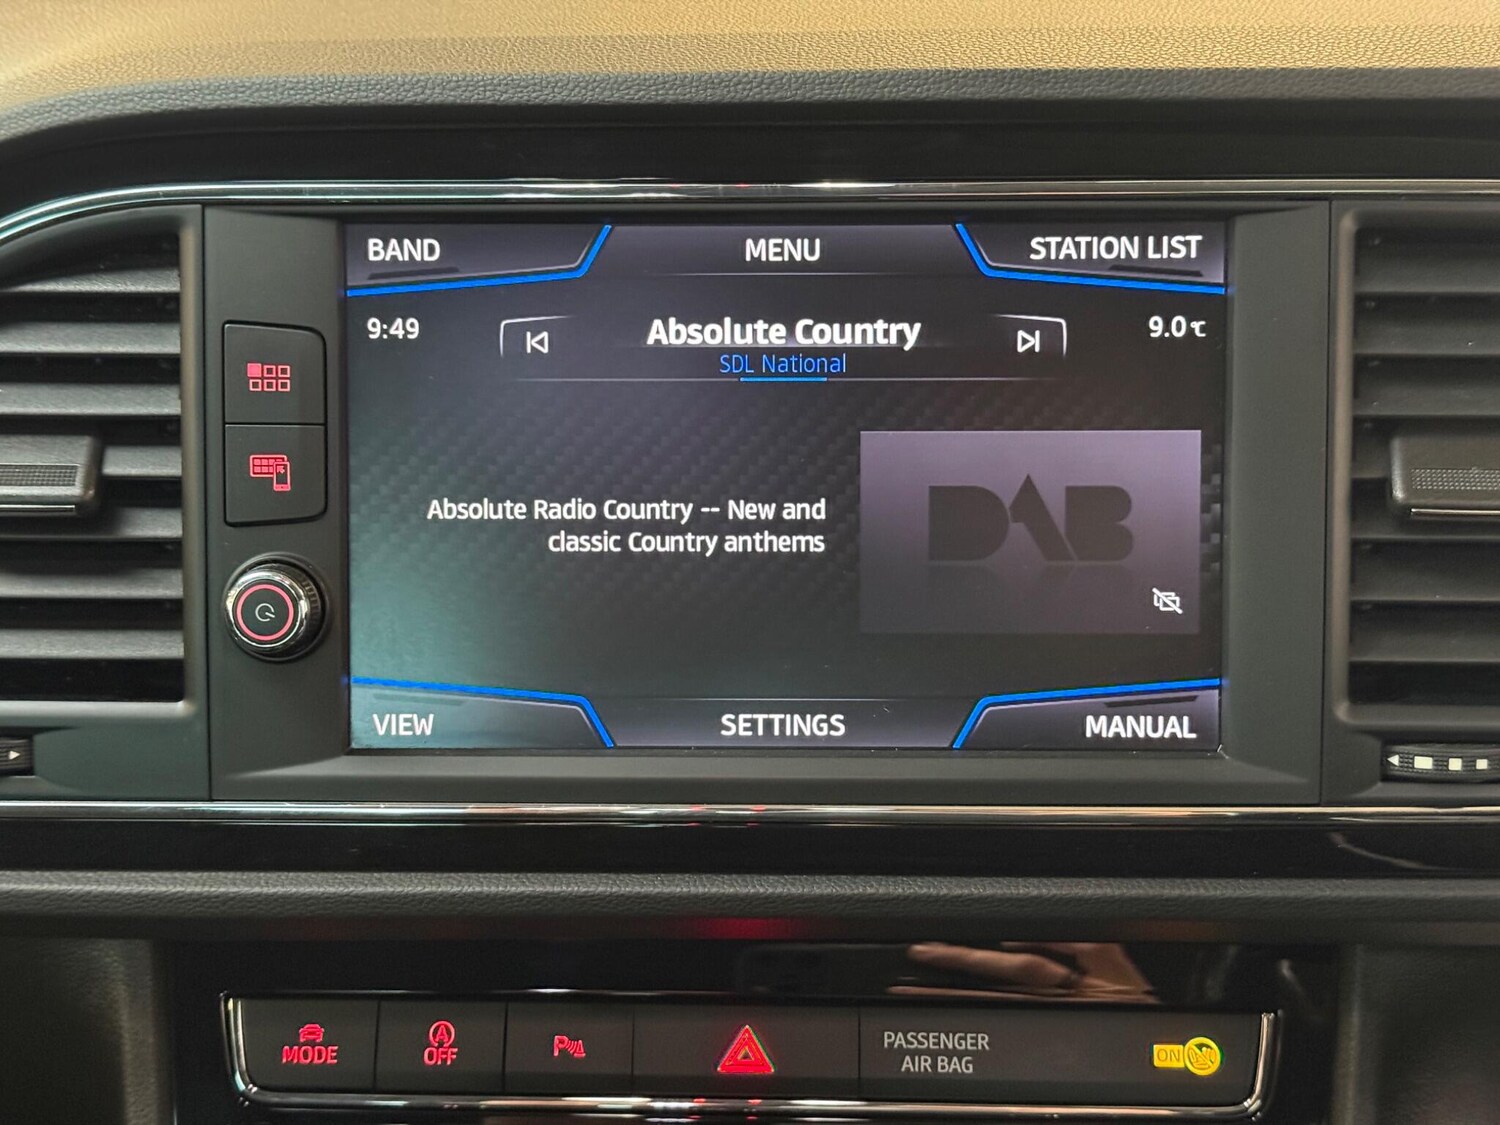 BAND MENU STATION LIST
9:49 Absolute Country 9.0 °C
SDL National
Absolute Radio Country -- New and
classic Country anthems
DAB
VIEW SETTINGS MANUAL
MODE
A
OFF
P
PASSENGER
AIR BAG
ON